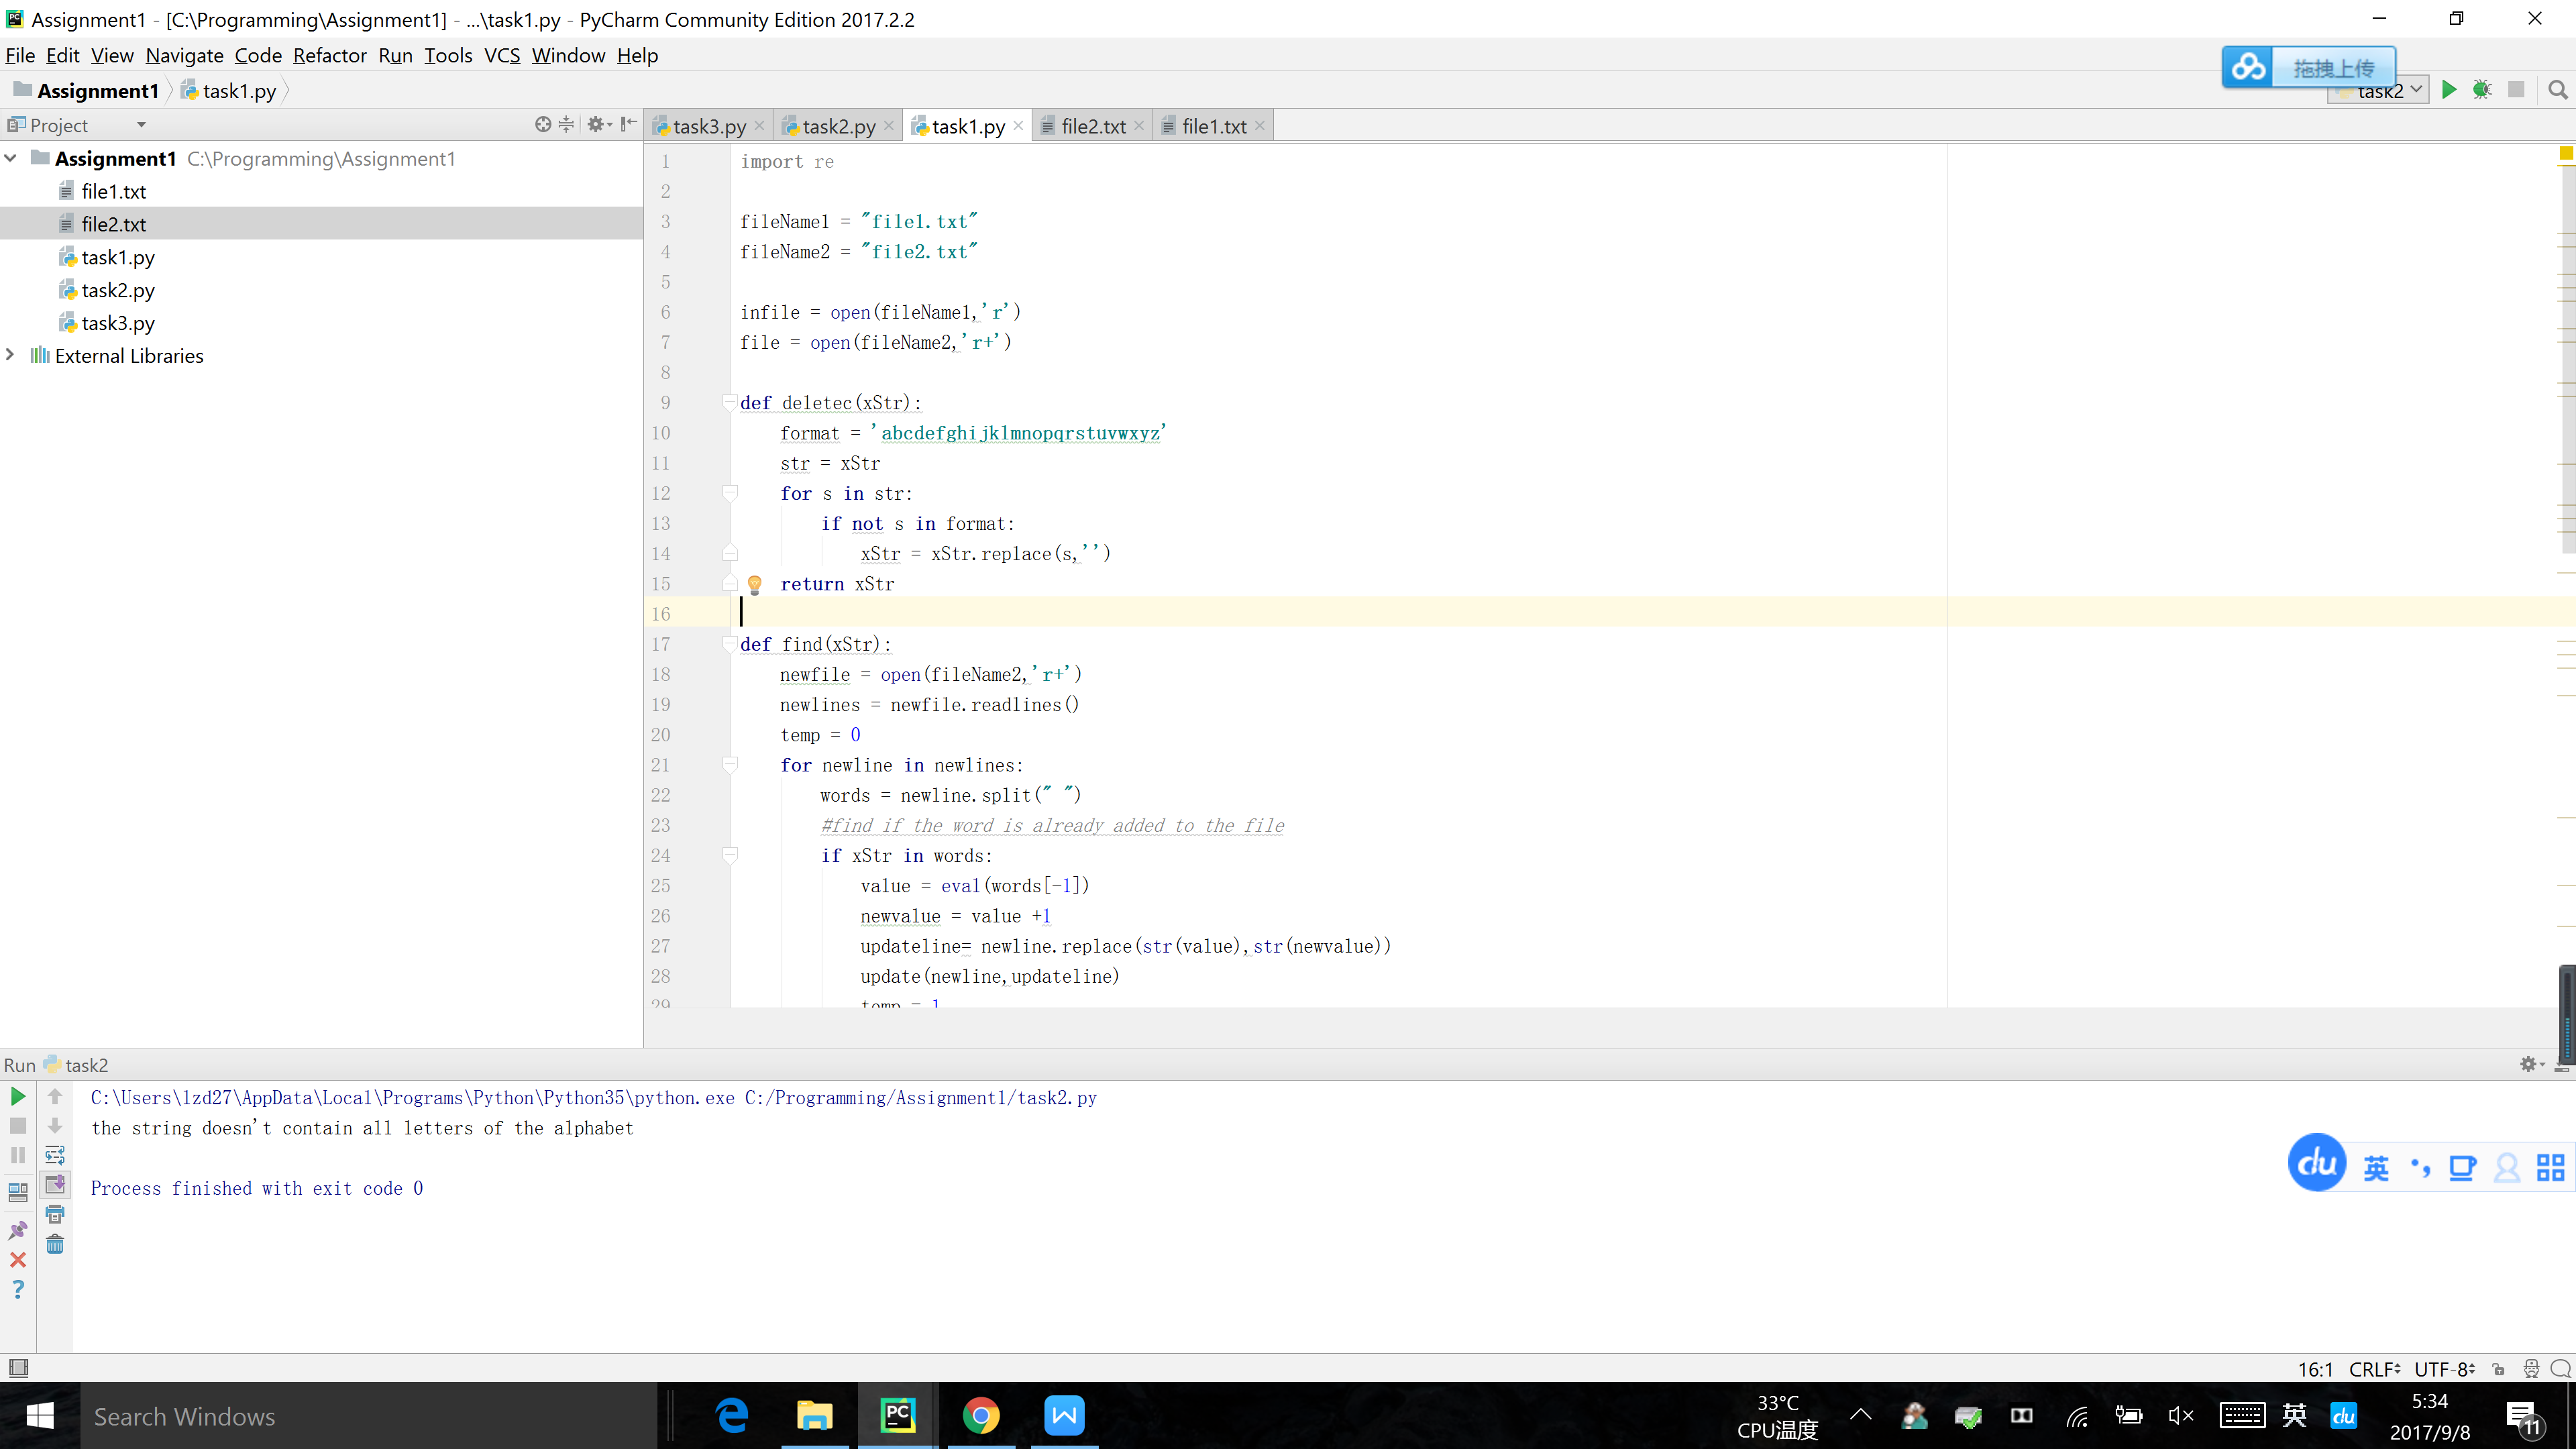 Assignment1 - [C:\Programming\Assignment1] - ...\task1.py - PyCharm Community Edition 2017.2.2
File Edit View Navigate Code Refactor Run Tools VCS Window Help
拖拽上传
Assignment1 task1.py
task2
Project
task3.py task2.py task1.py file2.txt file1.txt
Assignment1 C:\Programming\Assignment1
file1.txt
file2.txt
task1.py
task2.py
task3.py
External Libraries
1 import re
2
3 fileName1 = "file1.txt"
4 fileName2 = "file2.txt"
5
6 infile = open(fileName1,'r')
7 file = open(fileName2,'r+')
8
9 def deletec(xStr):
10 format = 'abcdefghijklmnopqrstuvwxyz'
11 str = xStr
12 for s in str:
13 if not s in format:
14 xStr = xStr.replace(s,'')
15 return xStr
16
17 def find(xStr):
18 newfile = open(fileName2,'r+')
19 newlines = newfile.readlines()
20 temp = 0
21 for newline in newlines:
22 words = newline.split(" ")
23 #find if the word is already added to the file
24 if xStr in words:
25 value = eval(words[-1])
26 newvalue = value +1
27 updateline= newline.replace(str(value),str(newvalue))
28 update(newline,updateline)
29 temp = 1
Run task2
C:\Users\lzd27\AppData\Local\Programs\Python\Python35\python.exe C:/Programming/Assignment1/task2.py
the string doesn't contain all letters of the alphabet
Process finished with exit code 0
du 英
16:1 CRLF UTF-8
Search Windows
PC
W
33°C
CPU温度
英
du
5:34
2017/9/8
11